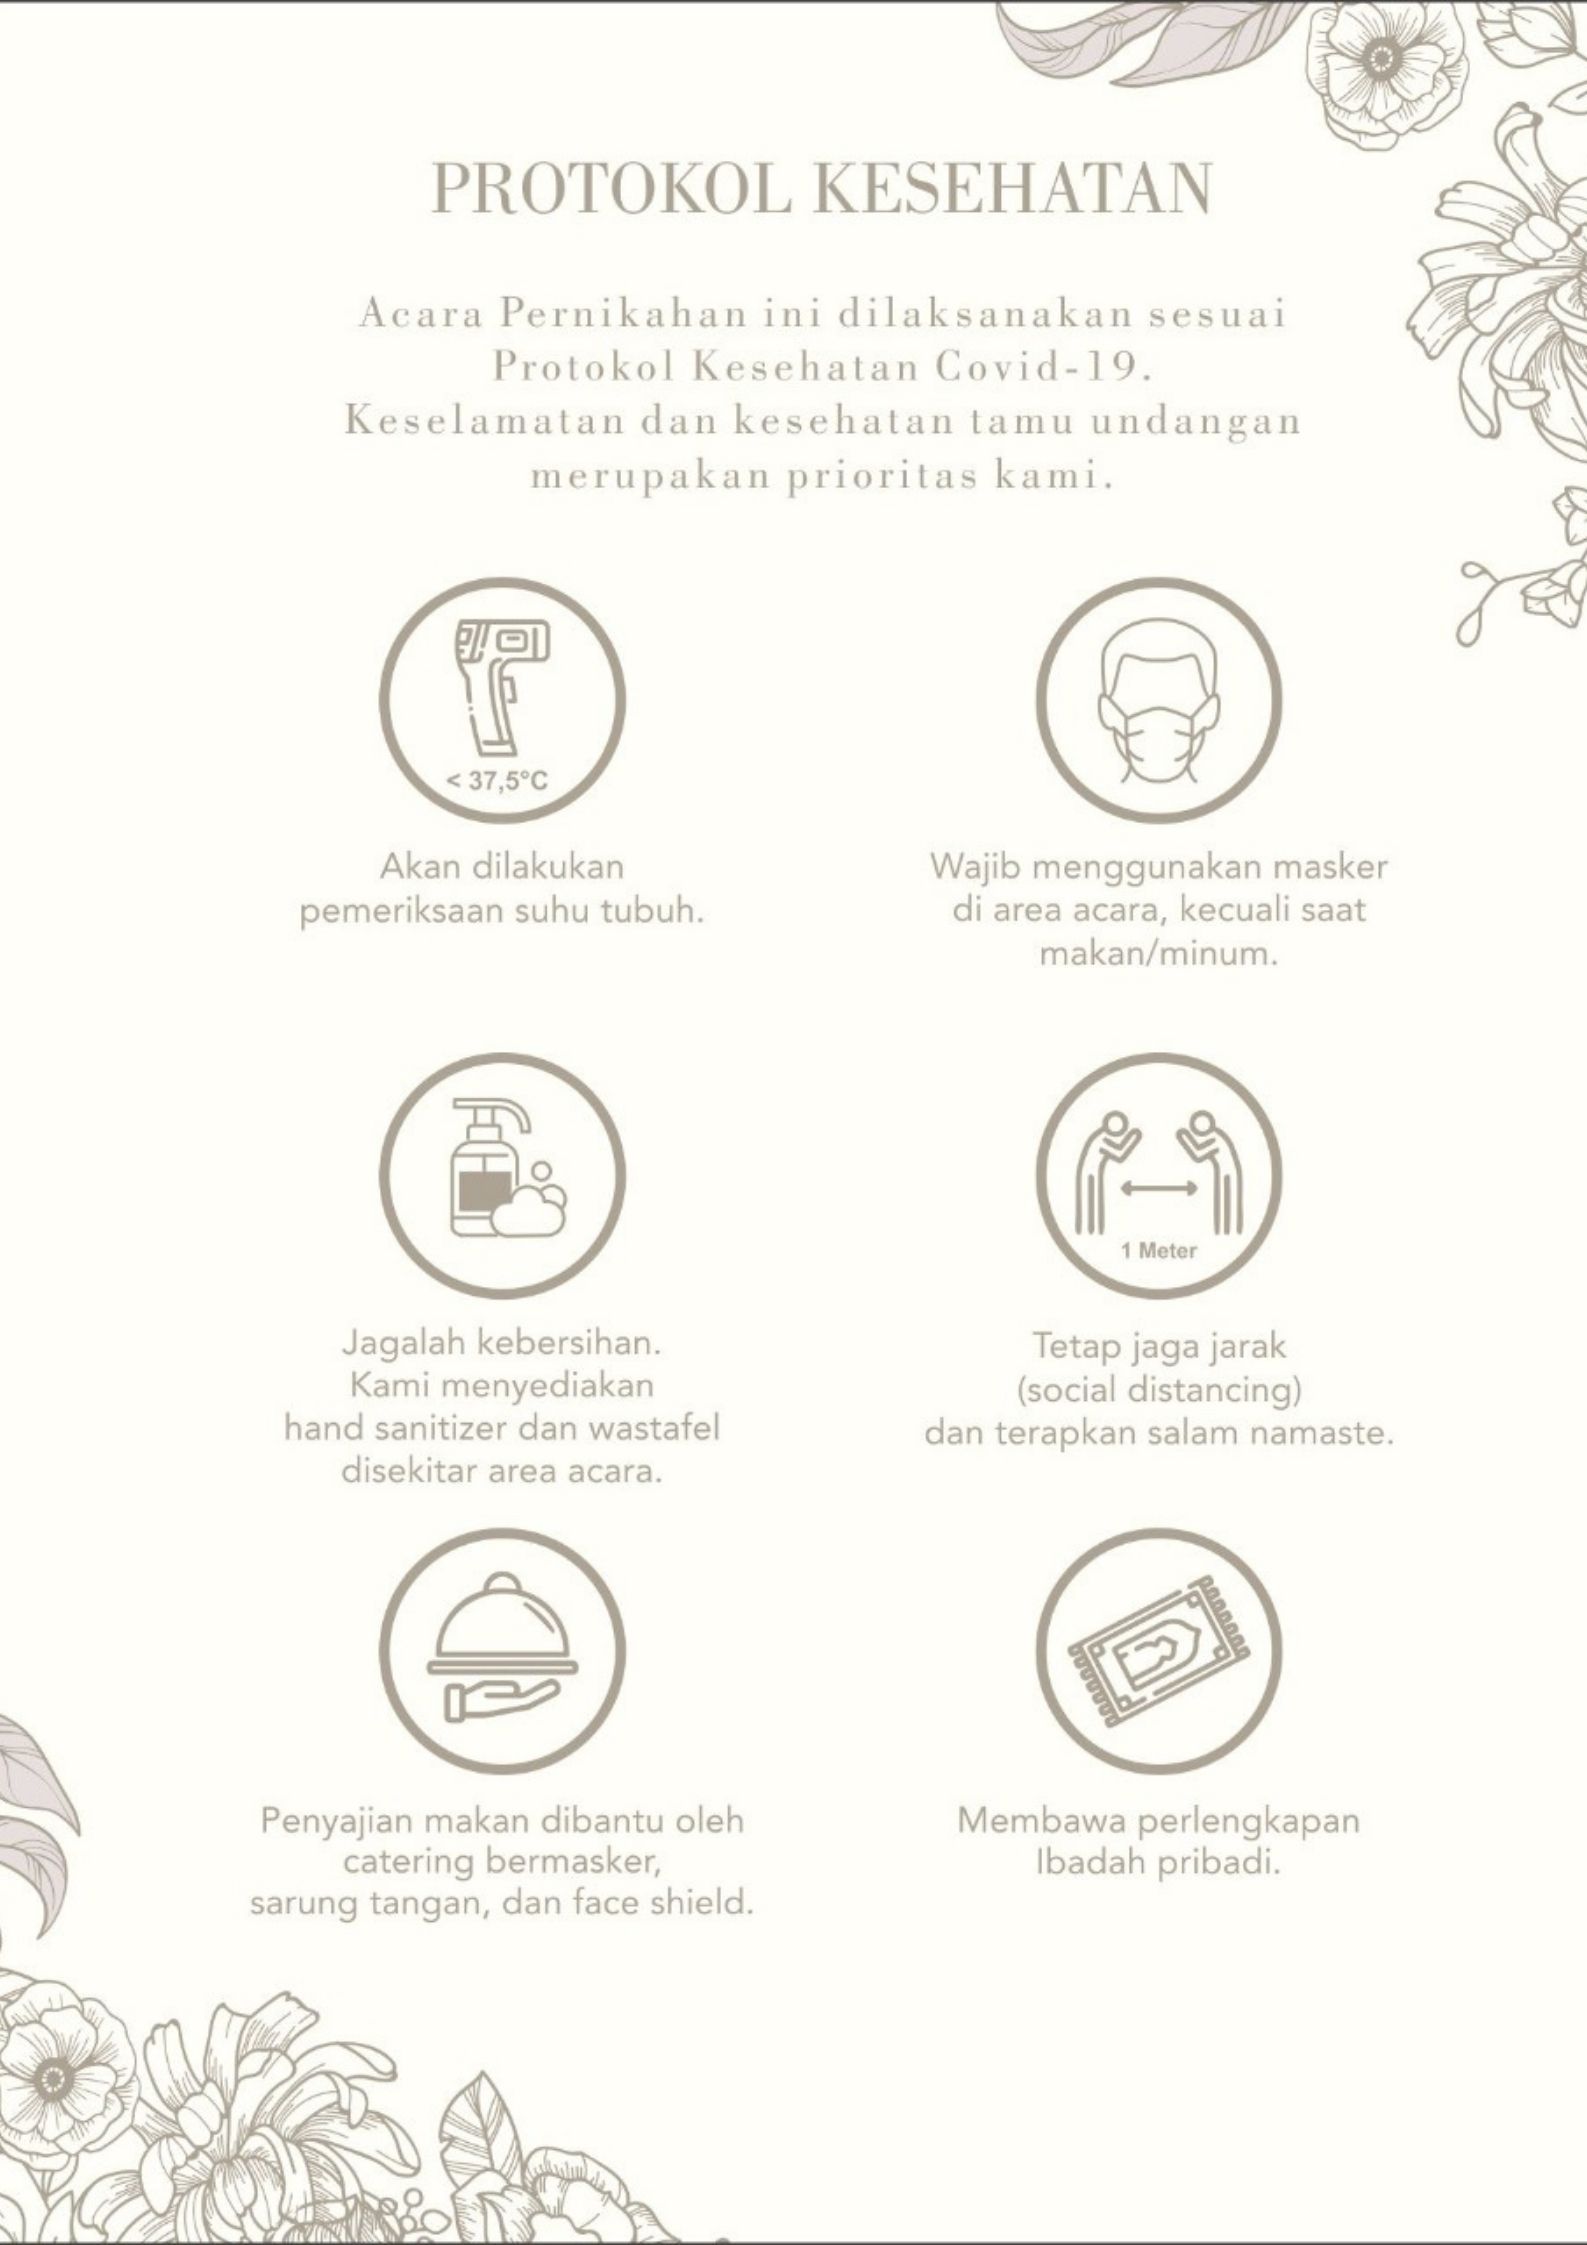 PROTOKOL KESEHATAN
Acara Pernikahan ini dilaksanakan sesuai
Protokol Kesehatan Covid-19.
Keselamatan dan kesehatan tamu undangan
merupakan prioritas kami.
< 37,5°C
Akan dilakukan
pemeriksaan suhu tubuh.
Wajib menggunakan masker
di area acara, kecuali saat
makan/minum.
Jagalah kebersihan.
Kami menyediakan
hand sanitizer dan wastafel
disekitar area acara.
1 Meter
Tetap jaga jarak
(social distancing)
dan terapkan salam namaste.
Penyajian makan dibantu oleh
catering bermasker,
sarung tangan, dan face shield.
Membawa perlengkapan
Ibadah pribadi.